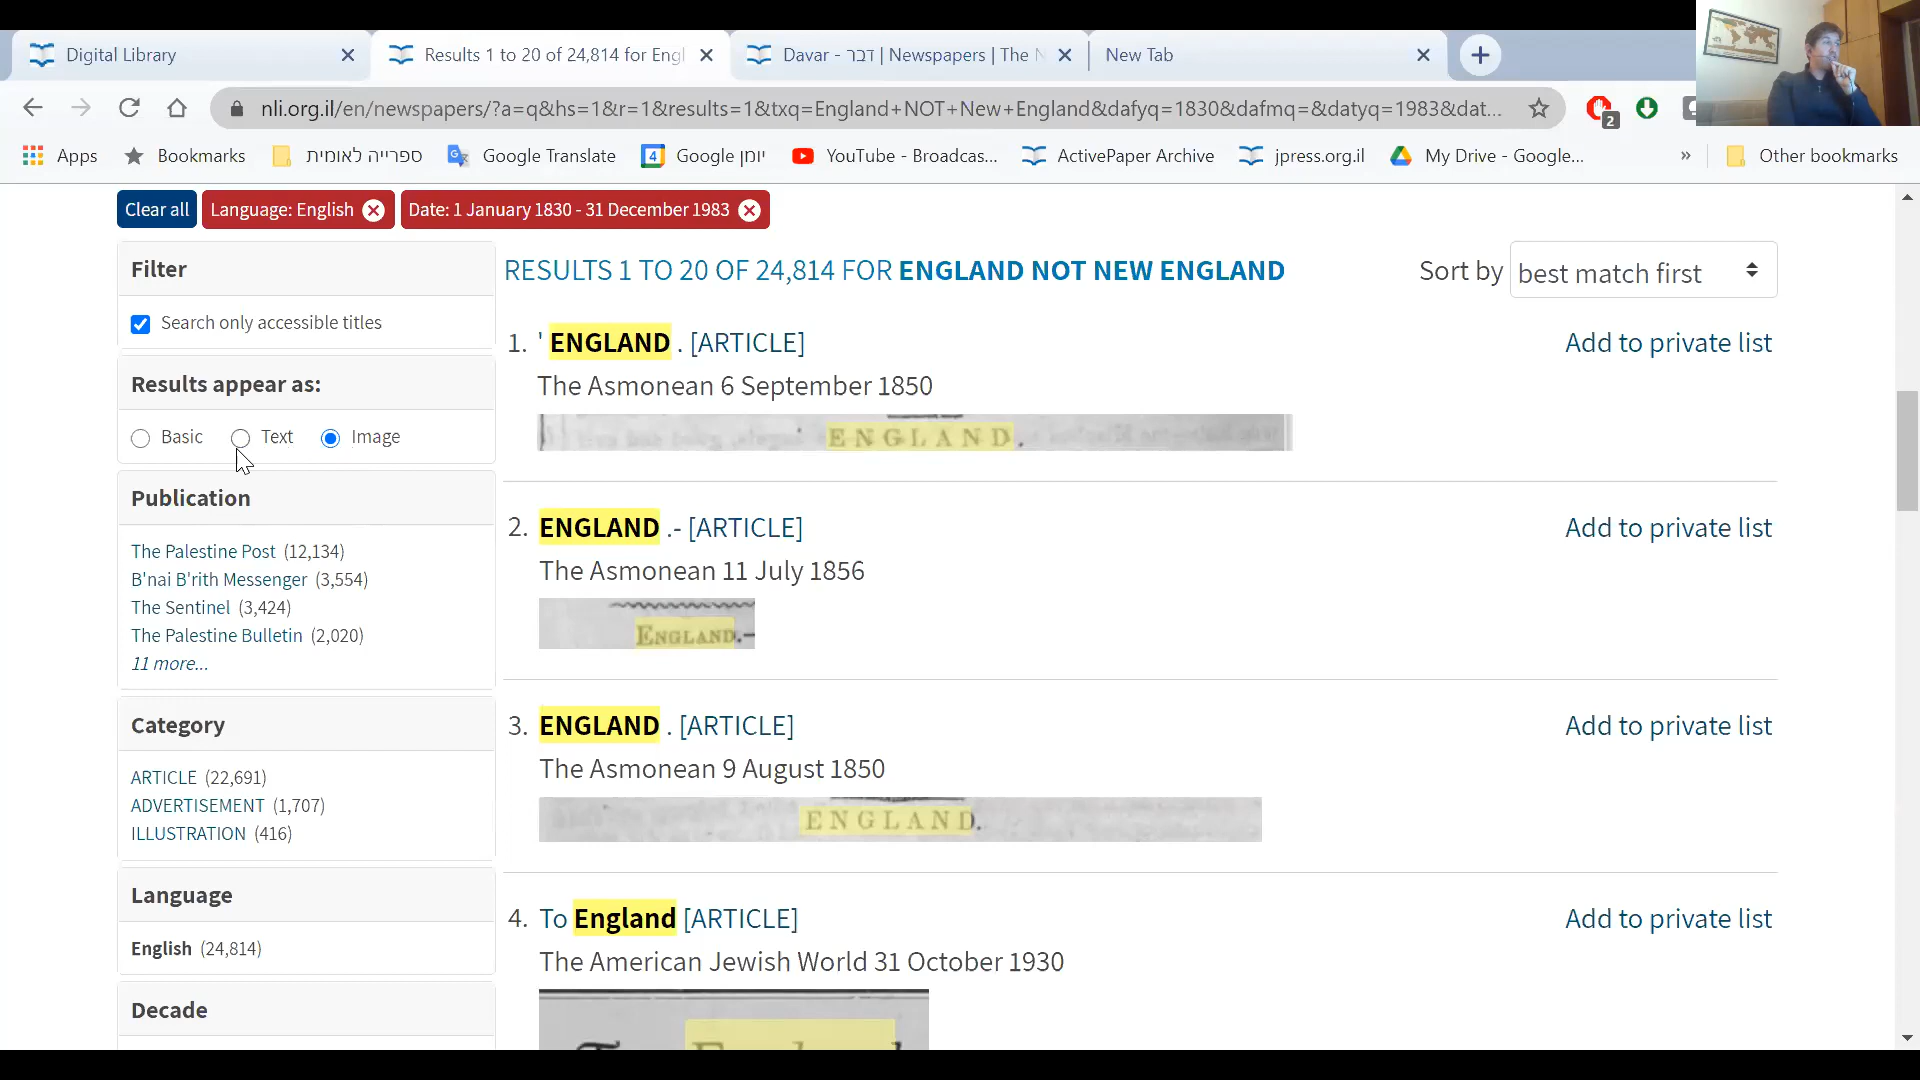 Digital Library
Results 1 to 20 of 24,814 for Engl
Davar - דבר | Newspapers | The N
New Tab
nli.org.il/en/newspapers/?a=q&hs=1&r=1&results=1&txq=England+NOT+New+England&dafyq=1830&dafmq=&datyq=1983&dat...
2
Apps
Bookmarks
ספרייה לאומית
Google Translate
4
יומן Google
YouTube - Broadcas...
ActivePaper Archive
jpress.org.il
My Drive - Google...
»
Other bookmarks
Clear all
Language: English
Date: 1 January 1830 - 31 December 1983
Filter
Search only accessible titles
Results appear as:
Basic
Text
Image
Publication
The Palestine Post (12,134)
B'nai B'rith Messenger (3,554)
The Sentinel (3,424)
The Palestine Bulletin (2,020)
11 more...
Category
ARTICLE (22,691)
ADVERTISEMENT (1,707)
ILLUSTRATION (416)
Language
English (24,814)
Decade
RESULTS 1 TO 20 OF 24,814 FOR ENGLAND NOT NEW ENGLAND
Sort by best match first
1. ' ENGLAND . [ARTICLE]
Add to private list
The Asmonean 6 September 1850
ENGLAND.
2. ENGLAND .- [ARTICLE]
Add to private list
The Asmonean 11 July 1856
ENGLAND.-
3. ENGLAND . [ARTICLE]
Add to private list
The Asmonean 9 August 1850
ENGLAND.
4. To England [ARTICLE]
Add to private list
The American Jewish World 31 October 1930